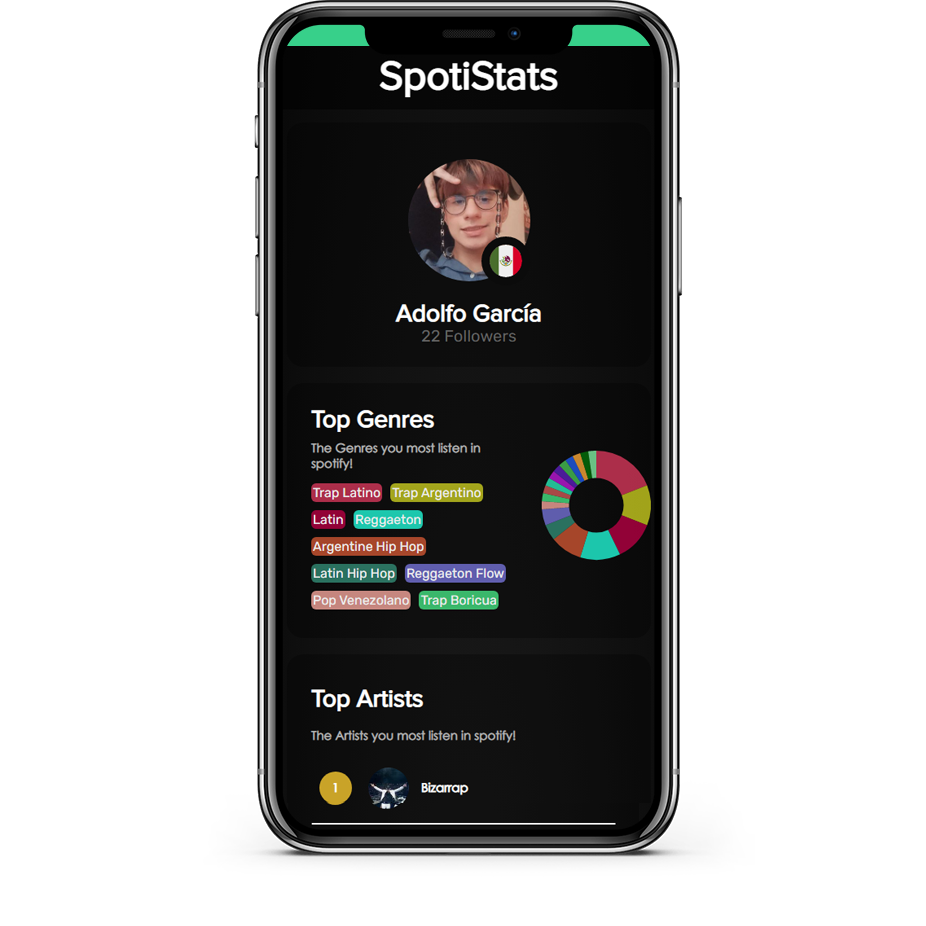 SpotiStats
Adolfo García
22 Followers
Top Genres
The Genres you most listen in
spotify!
Trap Latino Trap Argentino
Latin Reggaeton
Argentine Hip Hop
Latin Hip Hop Reggaeton Flow
Pop Venezolano Trap Boricua
Top Artists
The Artists you most listen in spotify!
1 Bizarrap